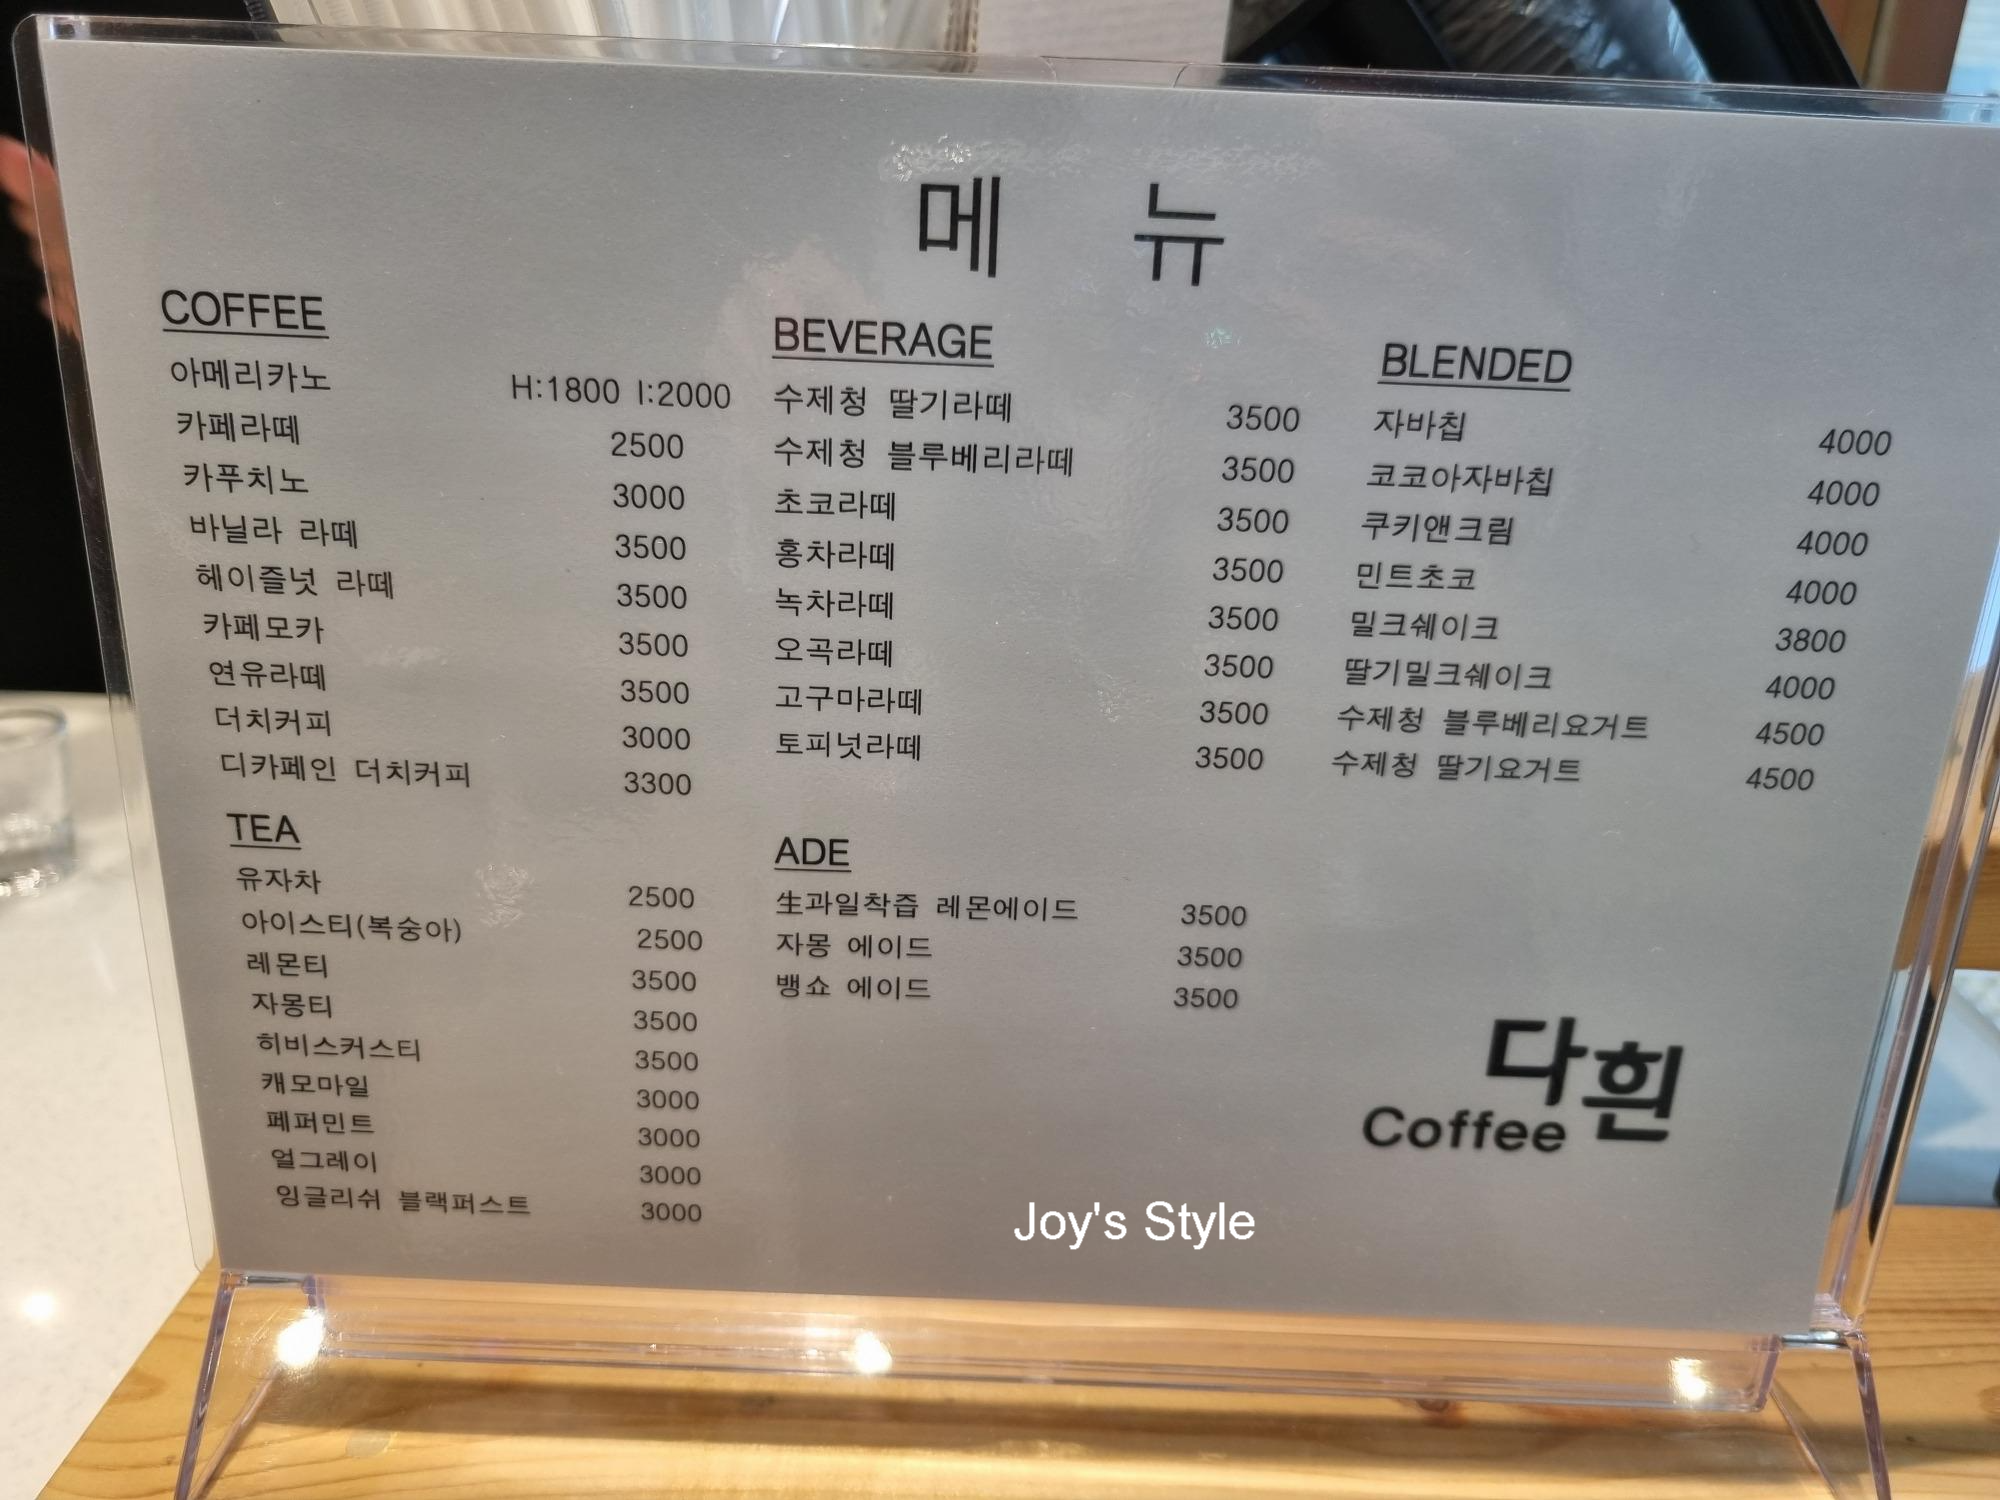 메 뉴
COFFEE
아메리카노 H:1800 I:2000
카페라떼 2500
카푸치노 3000
바닐라 라떼 3500
헤이즐넛 라떼 3500
카페모카 3500
연유라떼 3500
더치커피 3000
디카페인 더치커피 3300
TEA
유자차 2500
아이스티(복숭아) 2500
레몬티 3500
자몽티 3500
히비스커스티 3500
캐모마일 3000
페퍼민트 3000
얼그레이 3000
잉글리쉬 블랙퍼스트 3000
BEVERAGE
수제청 딸기라떼 3500
수제청 블루베리라떼 3500
초코라떼 3500
홍차라떼 3500
녹차라떼 3500
오곡라떼 3500
고구마라떼 3500
토피넛라떼 3500
ADE
生과일착즙 레몬에이드 3500
자몽 에이드 3500
뱅쇼 에이드 3500
BLENDED
자바칩 4000
코코아자바칩 4000
쿠키앤크림 4000
민트초코 4000
밀크쉐이크 3800
딸기밀크쉐이크 4000
수제청 블루베리요거트 4500
수제청 딸기요거트 4500
다흰
Coffee
Joy's Style